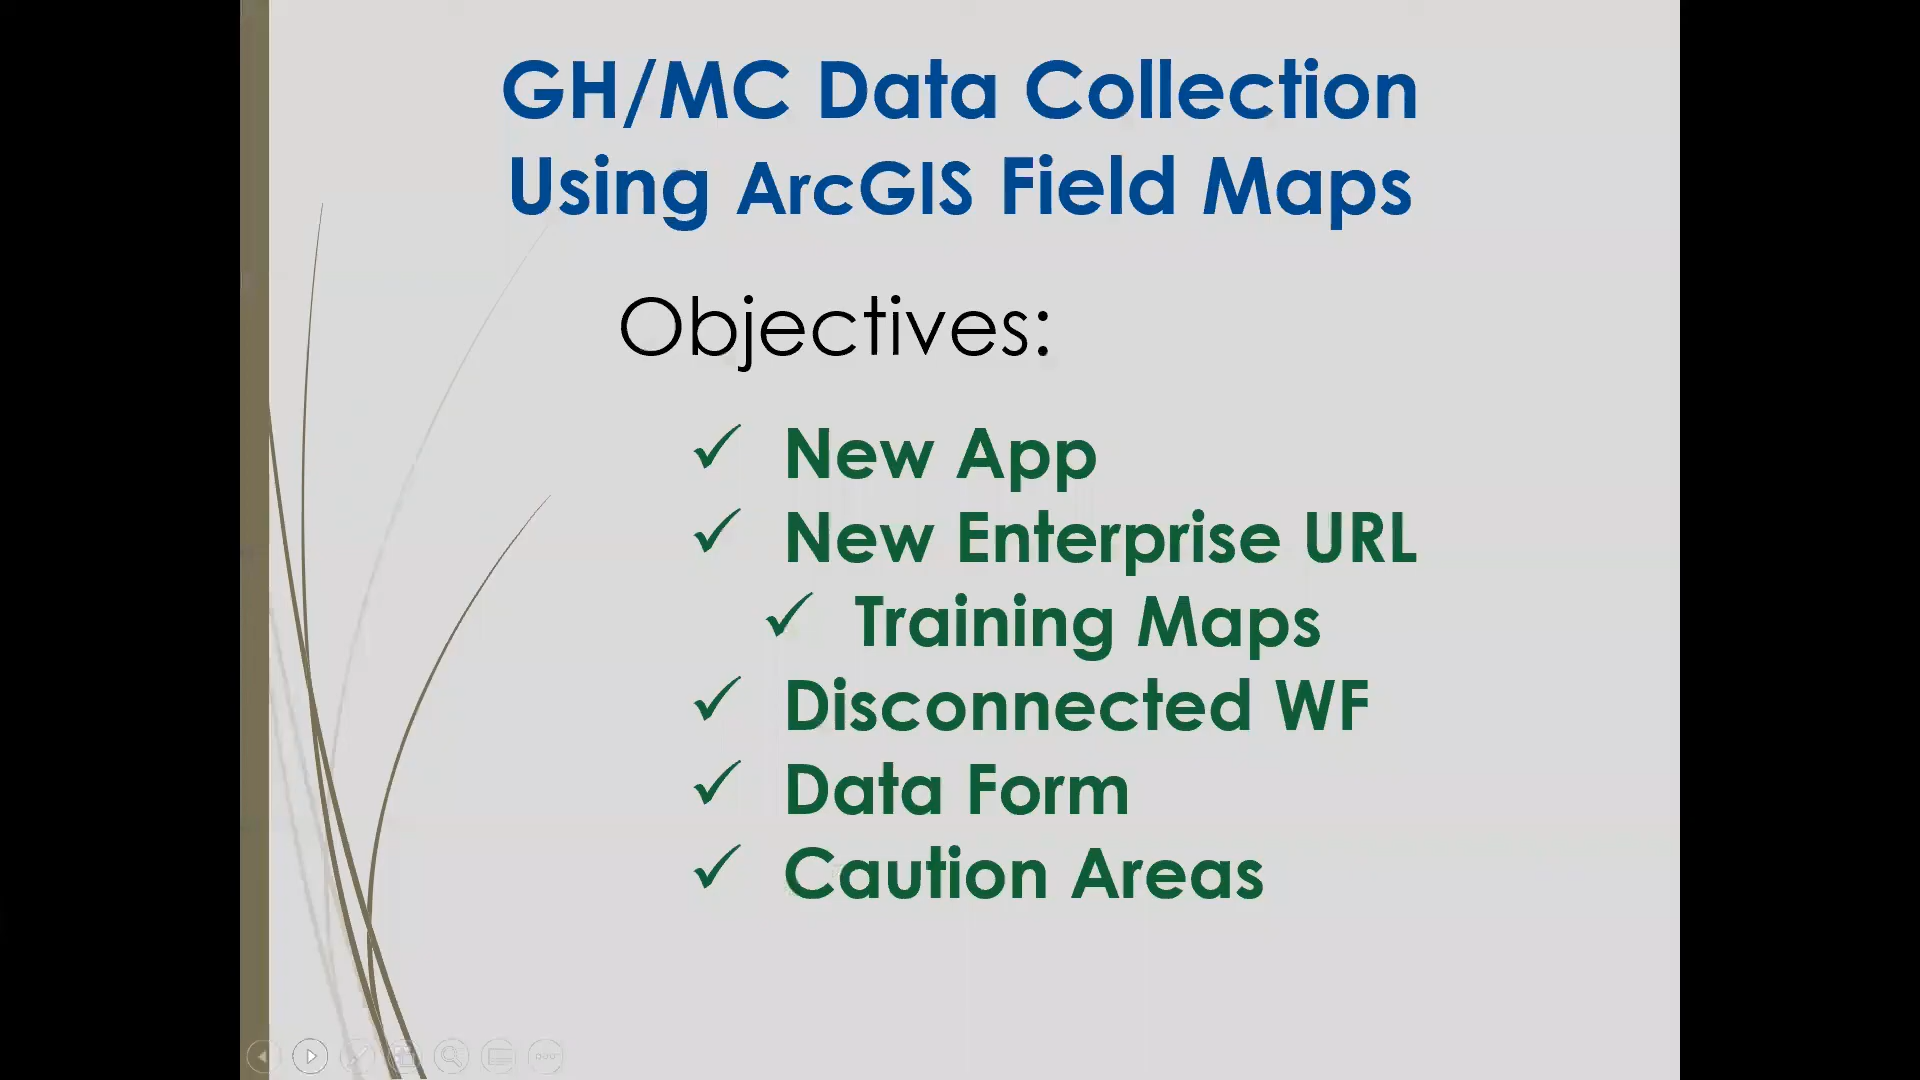 GH/MC Data Collection
Using ArcGIS Field Maps
Objectives:
✓ New App
✓ New Enterprise URL
✓ Training Maps
✓ Disconnected WF
✓ Data Form
✓ Caution Areas